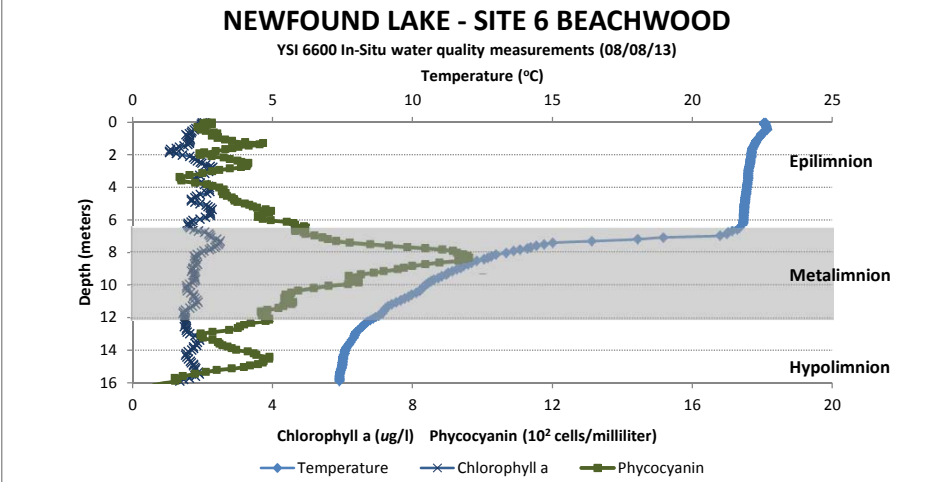 NEWFOUND LAKE - SITE 6 BEACHWOOD
YSI 6600 In-Situ water quality measurements (08/08/13)
Temperature (ᵒC)
0 5 10 15 20 25
0
2
4
6
8
10
12
14
16
Depth (meters)
Epilimnion
Metalimnion
Hypolimnion
0 4 8 12 16 20
Chlorophyll a (ug/l) Phycocyanin (10² cells/milliliter)
Temperature Chlorophyll a Phycocyanin